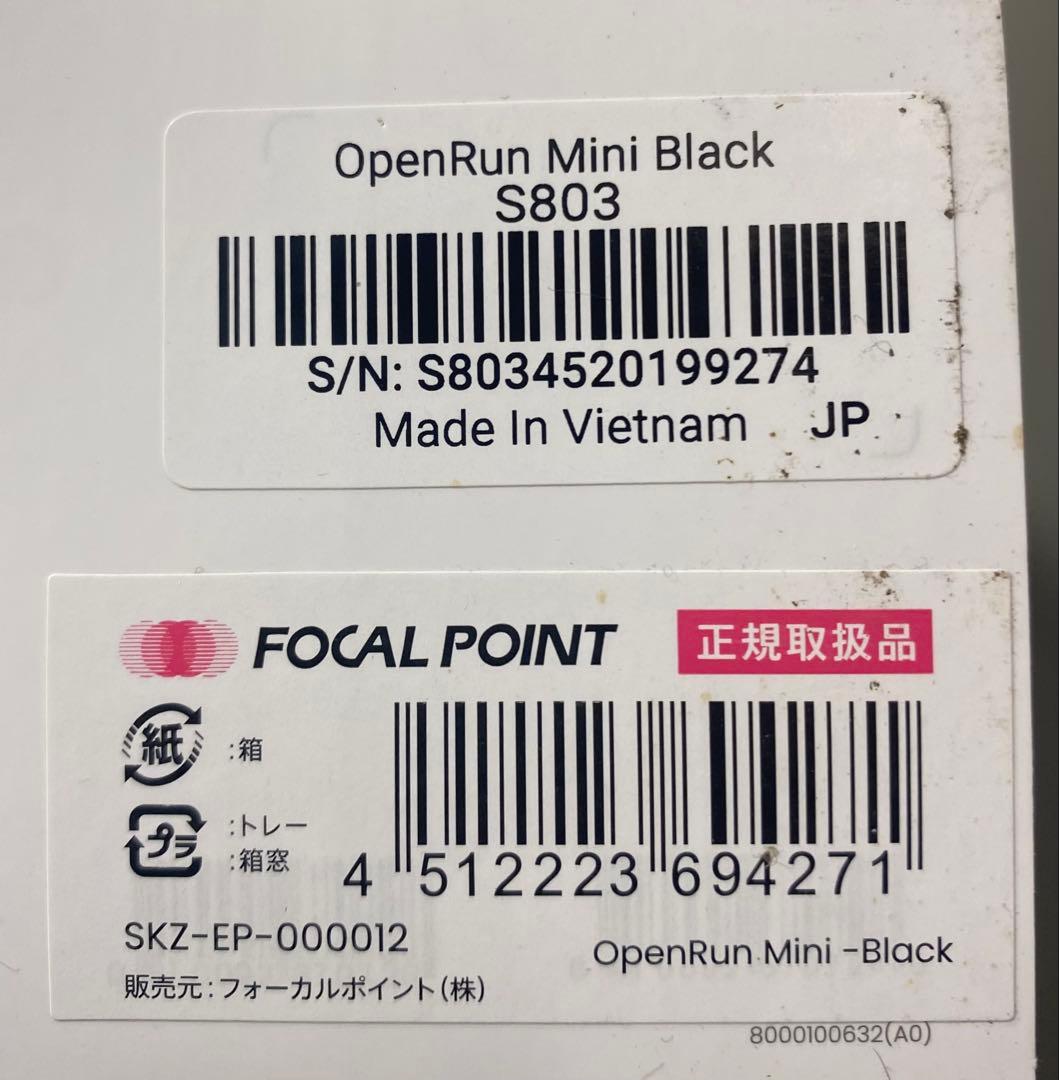 OpenRun Mini Black
S803
S/N: S8034520199274
Made In Vietnam JP
FOCAL POINT 正規取扱品
紙 :箱
プラ :トレー
:箱窓
4 512223 694271
SKZ-EP-000012
OpenRun Mini -Black
販売元:フォーカルポイント(株)
8000100632(A0)